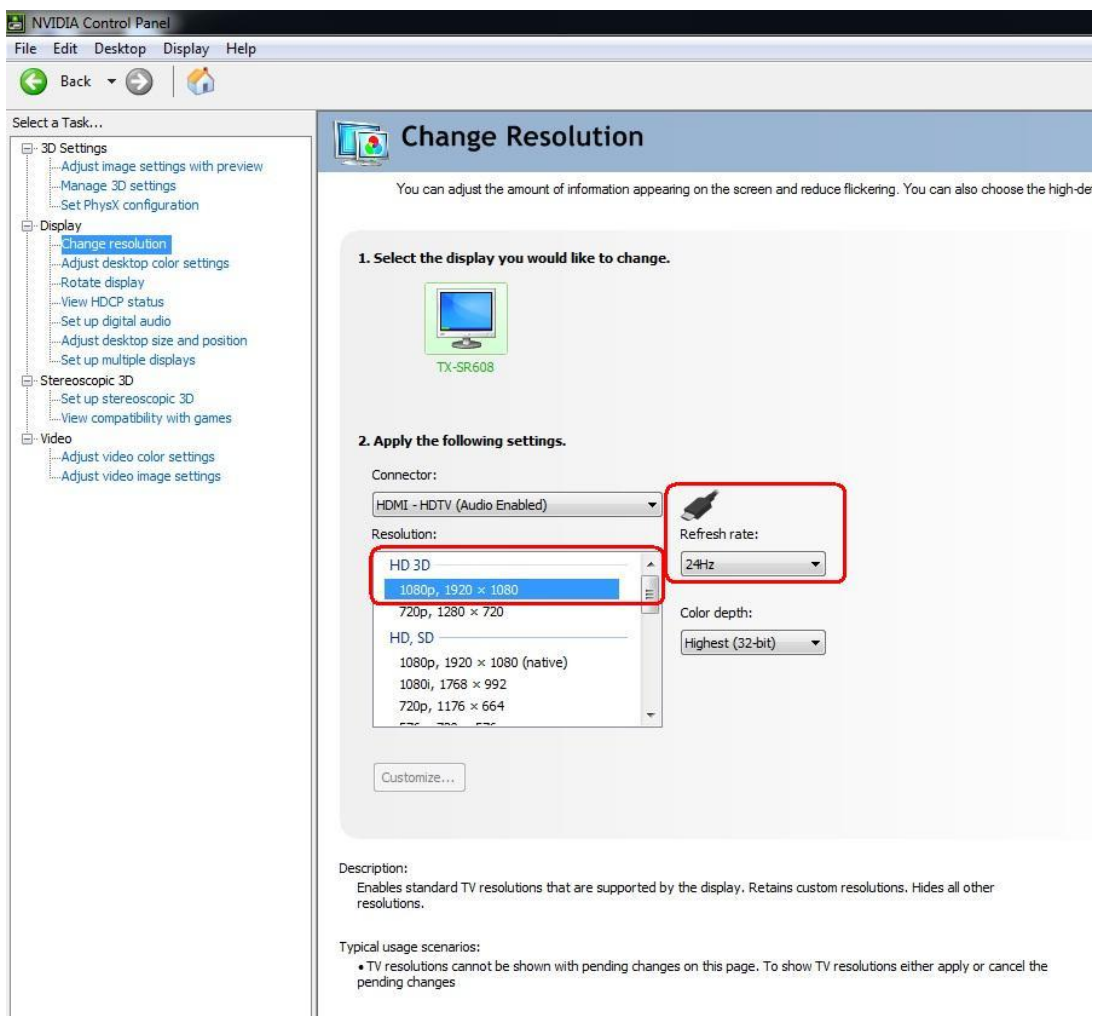 NVIDIA Control Panel
File Edit Desktop Display Help
Back
Select a Task...
3D Settings
Adjust image settings with preview
Manage 3D settings
Set PhysX configuration
Display
Change resolution
Adjust desktop color settings
Rotate display
View HDCP status
Set up digital audio
Adjust desktop size and position
Set up multiple displays
Stereoscopic 3D
Set up stereoscopic 3D
View compatibility with games
Video
Adjust video color settings
Adjust video image settings
Change Resolution
You can adjust the amount of information appearing on the screen and reduce flickering. You can also choose the high-de
1. Select the display you would like to change.
TX-SR608
2. Apply the following settings.
Connector:
HDMI - HDTV (Audio Enabled)
Resolution:
HD 3D
1080p, 1920 × 1080
720p, 1280 × 720
HD, SD
1080p, 1920 × 1080 (native)
1080i, 1768 × 992
720p, 1176 × 664
Refresh rate:
24Hz
Color depth:
Highest (32-bit)
Customize...
Description:
Enables standard TV resolutions that are supported by the display. Retains custom resolutions. Hides all other
resolutions.
Typical usage scenarios:
• TV resolutions cannot be shown with pending changes on this page. To show TV resolutions either apply or cancel the
pending changes